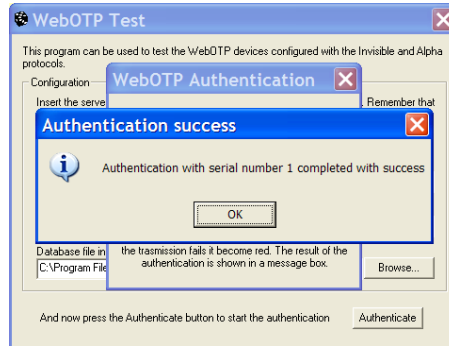 WebOTP Test
This program can be used to test the WebOTP devices configured with the Invisible and Alpha
protocols.
Configuration
WebOTP Authentication
Insert the serve
Remember that
Authentication success
Authentication with serial number 1 completed with success
OK
Database file in
the trasmission fails it become red. The result of the
authentication is shown in a message box.
C:\Program File
Browse...
And now press the Authenticate button to start the authentication
Authenticate